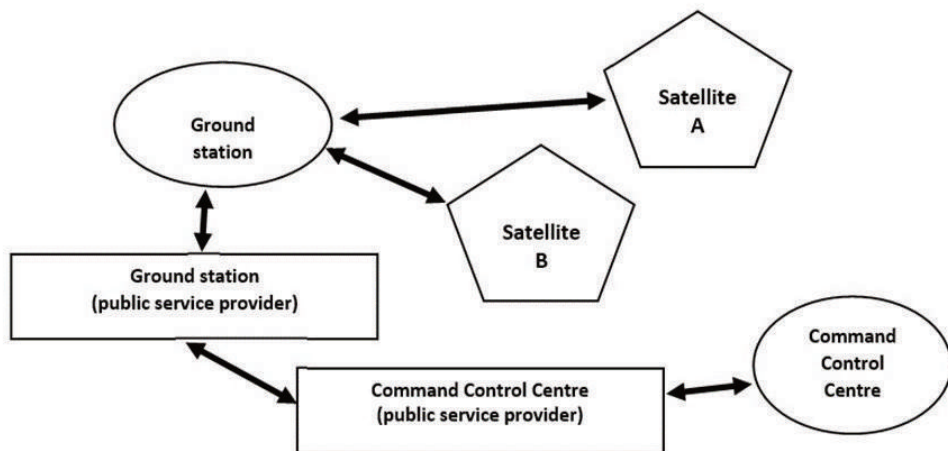 Satellite
A
Ground
station
Satellite
B
Ground station
(public service provider)
Command
Control
Centre
Command Control Centre
(public service provider)